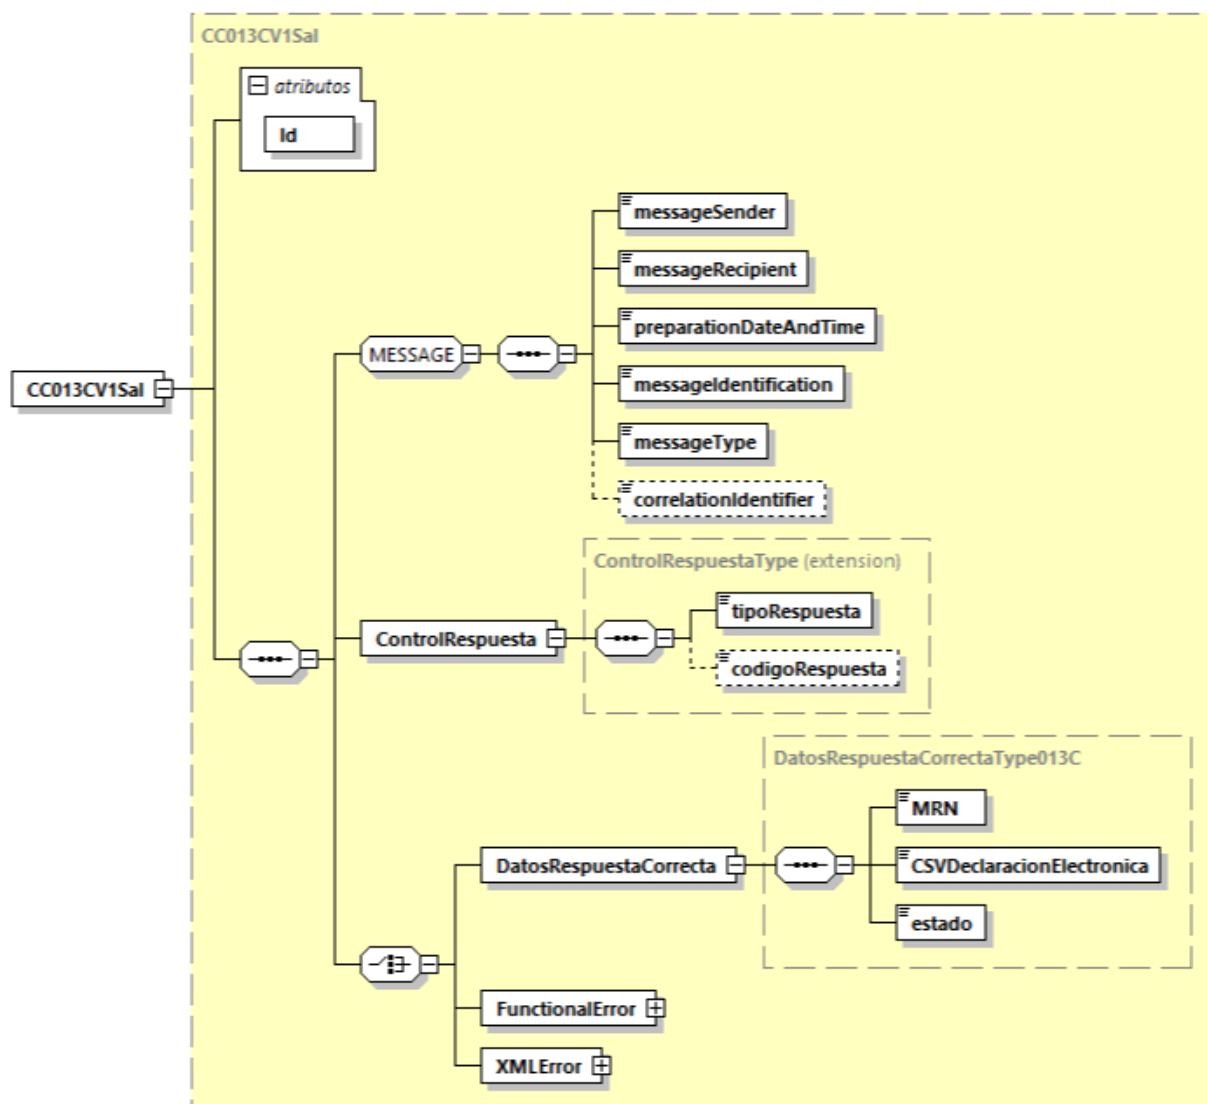 CC013CV1Sal
atributos
Id
messageSender
messageRecipient
preparationDateAndTime
MESSAGE
messageIdentification
CC013CV1Sal
messageType
correlationIdentifier
ControlRespuestaType (extension)
tipoRespuesta
ControlRespuesta
codigoRespuesta
DatosRespuestaCorrectaType013C
MRN
DatosRespuestaCorrecta
CSVDeclaracionElectronica
estado
FunctionalError
XMLError